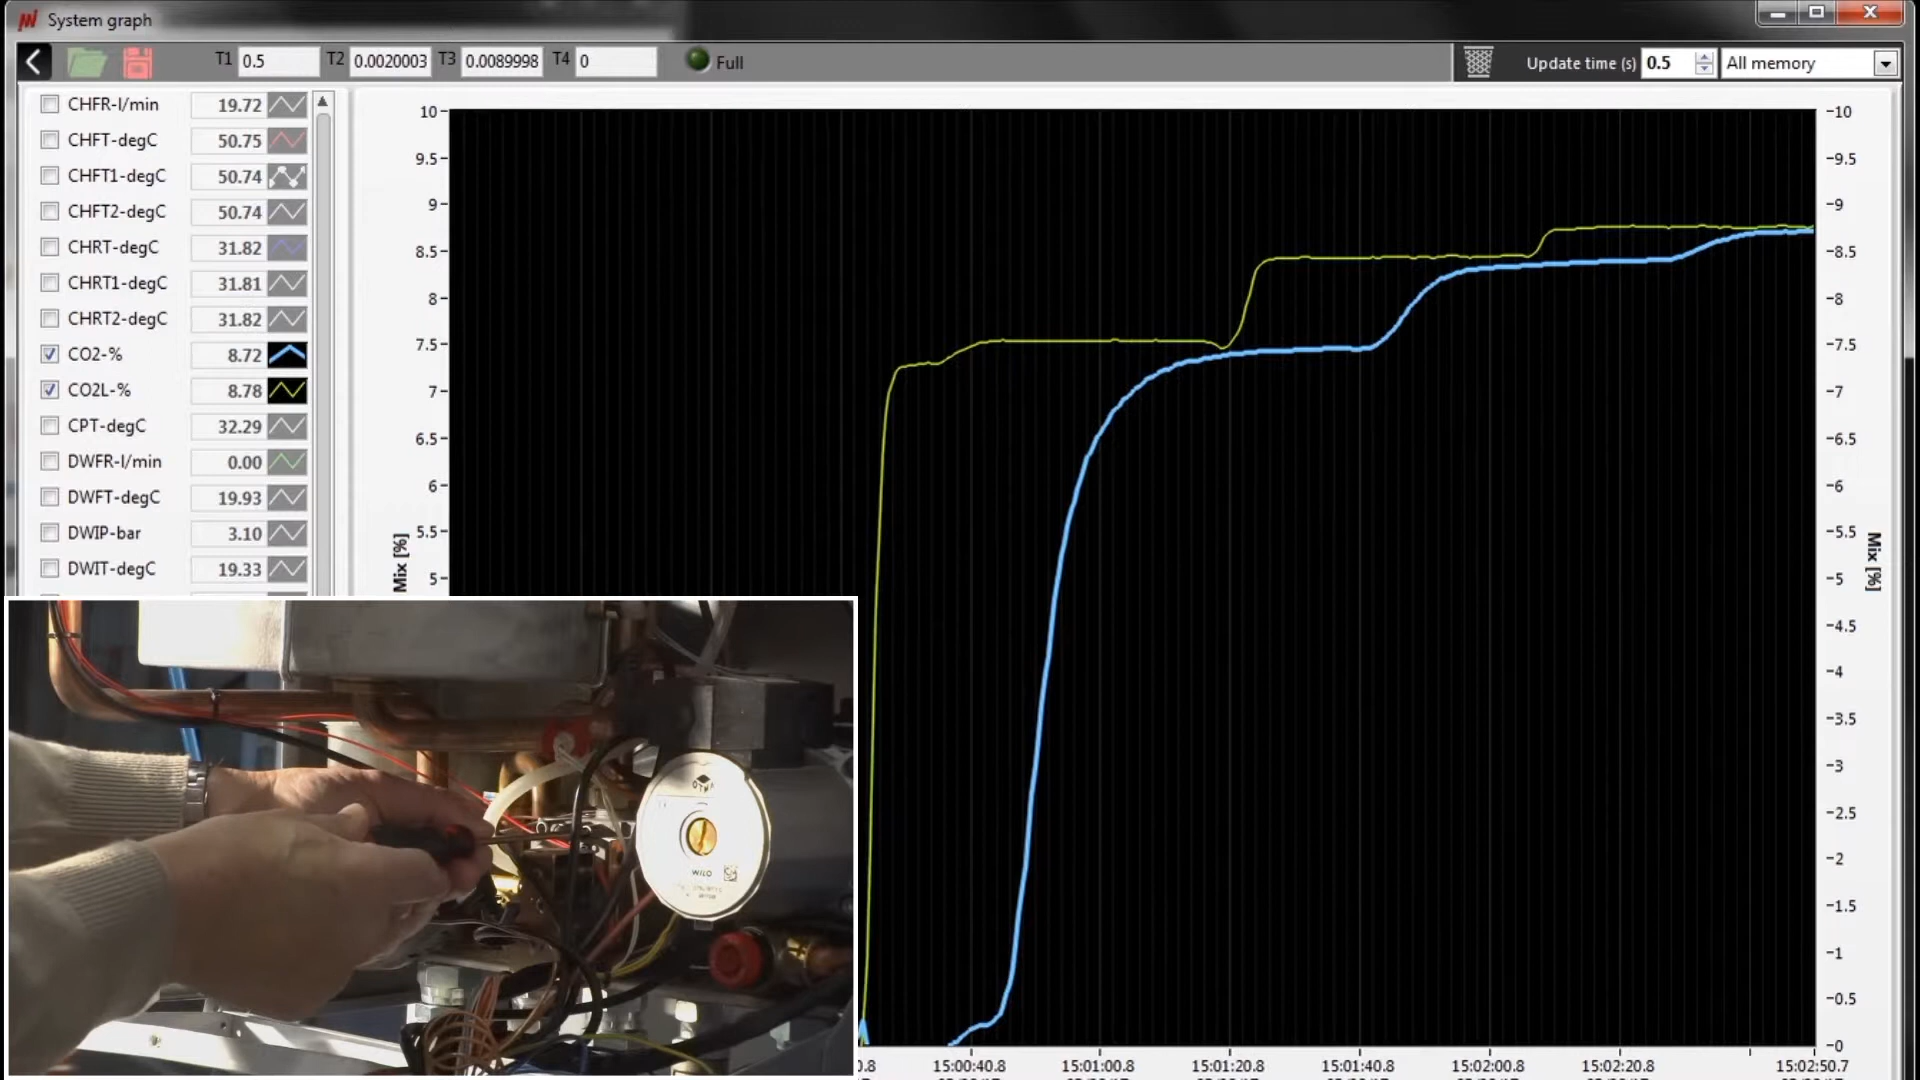 System graph
T1 0.5 T2 0.0020003 T3 0.0089998 T4 0 Full Update time (s) 0.5 All memory
CHFR-l/min 19.72
CHFT-degC 50.75
CHFT1-degC 50.74
CHFT2-degC 50.74
CHRT-degC 31.82
CHRT1-degC 31.81
CHRT2-degC 31.82
CO2-% 8.72
CO2L-% 8.78
CPT-degC 32.29
DWFR-l/min 0.00
DWFT-degC 19.93
DWIP-bar 3.10
DWIT-degC 19.33
10
9.5
9
8.5
8
7.5
7
6.5
6
5.5
5
Mix [%]
10
9.5
9
8.5
8
7.5
7
6.5
6
5.5
5
4.5
4
3.5
3
2.5
2
1.5
1
0.5
0
Mix [%]
0.8 15:00:40.8 15:01:00.8 15:01:20.8 15:01:40.8 15:02:00.8 15:02:20.8 15:02:50.7
WILO